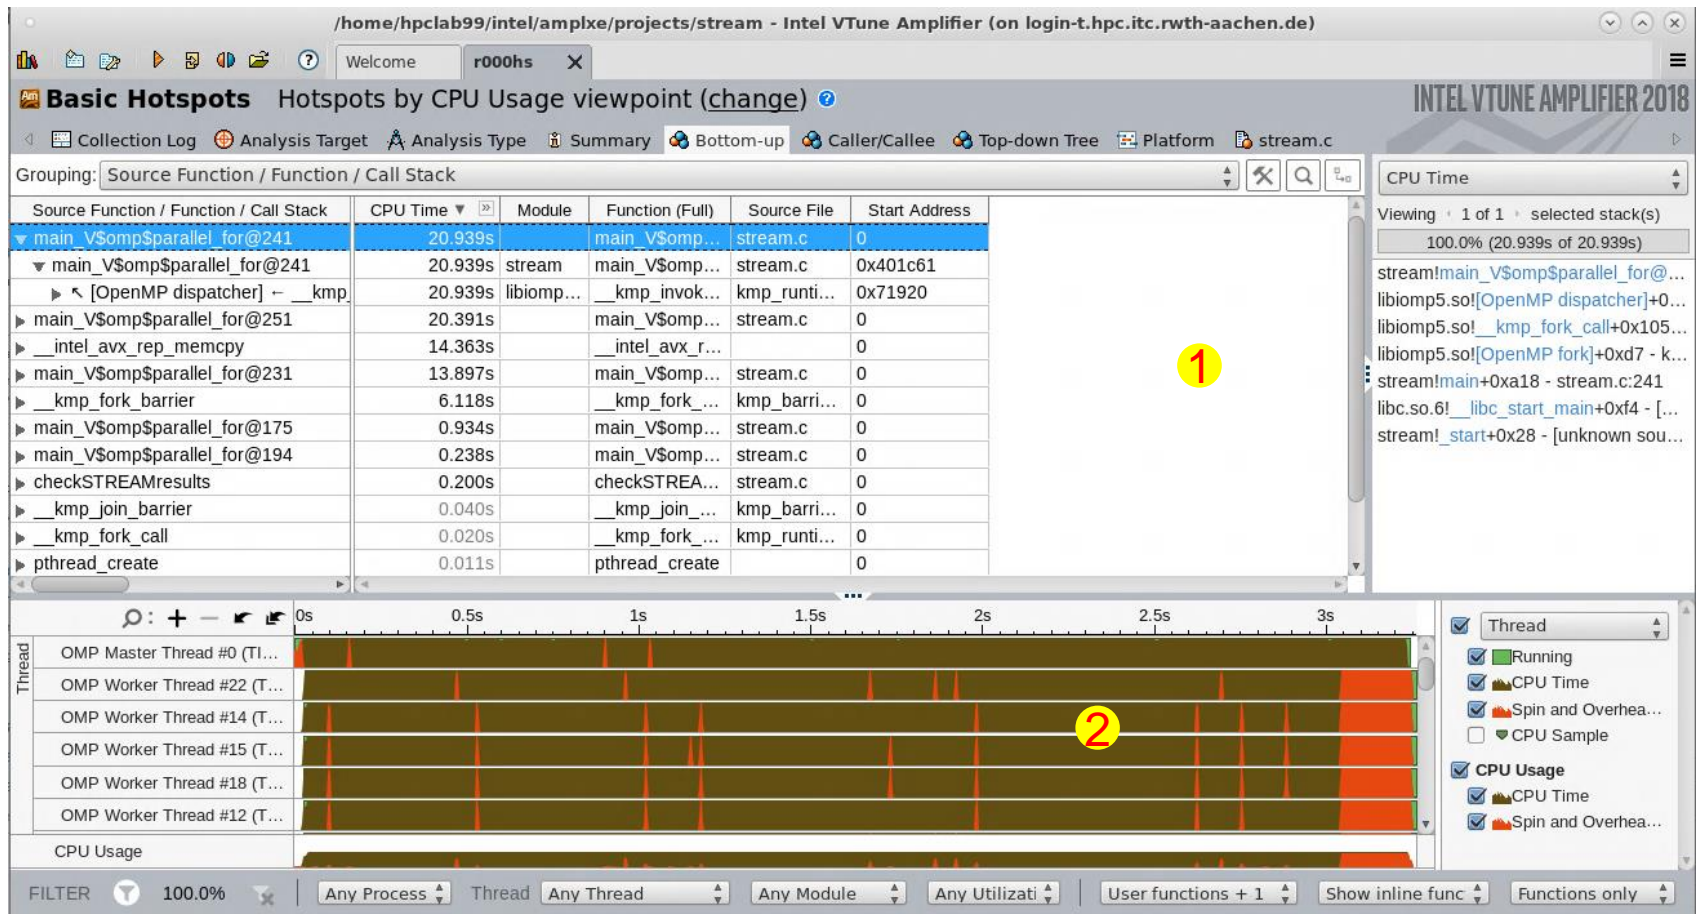 /home/hpclab99/intel/amplxe/projects/stream - Intel VTune Amplifier (on login-t.hpc.itc.rwth-aachen.de)
Welcome r000hs
Basic Hotspots Hotspots by CPU Usage viewpoint (change) INTEL VTUNE AMPLIFIER 2018
Collection Log Analysis Target Analysis Type Summary Bottom-up Caller/Callee Top-down Tree Platform stream.c
Grouping: Source Function / Function / Call Stack
Source Function / Function / Call Stack CPU Time Module Function (Full) Source File Start Address
main_V$omp$parallel_for@241 20.939s main_V$omp... stream.c 0
main_V$omp$parallel_for@241 20.939s stream main_V$omp... stream.c 0x401c61
[OpenMP dispatcher] ← __kmp_ 20.939s libiomp... __kmp_invok... kmp_runti... 0x71920
main_V$omp$parallel_for@251 20.391s main_V$omp... stream.c 0
__intel_avx_rep_memcpy 14.363s __intel_avx_r... 0
main_V$omp$parallel_for@231 13.897s main_V$omp... stream.c 0
__kmp_fork_barrier 6.118s __kmp_fork_... kmp_barri... 0
main_V$omp$parallel_for@175 0.934s main_V$omp... stream.c 0
main_V$omp$parallel_for@194 0.238s main_V$omp... stream.c 0
checkSTREAMresults 0.200s checkSTREA... stream.c 0
__kmp_join_barrier 0.040s __kmp_join_... kmp_barri... 0
__kmp_fork_call 0.020s __kmp_fork_... kmp_runti... 0
pthread_create 0.011s pthread_create 0
1
CPU Time
Viewing 1 of 1 selected stack(s)
100.0% (20.939s of 20.939s)
stream!main_V$omp$parallel_for@...
libiomp5.so![OpenMP dispatcher]+0...
libiomp5.so!__kmp_fork_call+0x105...
libiomp5.so![OpenMP fork]+0xd7 - k...
stream!main+0xa18 - stream.c:241
libc.so.6!__libc_start_main+0xf4 - [...
stream!_start+0x28 - [unknown sou...
0s 0.5s 1s 1.5s 2s 2.5s 3s
Thread
OMP Master Thread #0 (TI...
OMP Worker Thread #22 (T...
OMP Worker Thread #14 (T...
OMP Worker Thread #15 (T...
OMP Worker Thread #18 (T...
OMP Worker Thread #12 (T...
CPU Usage
2
Thread
Running
CPU Time
Spin and Overhea...
CPU Sample
CPU Usage
CPU Time
Spin and Overhea...
FILTER 100.0% Any Process Thread Any Thread Any Module Any Utilizati User functions + 1 Show inline func Functions only